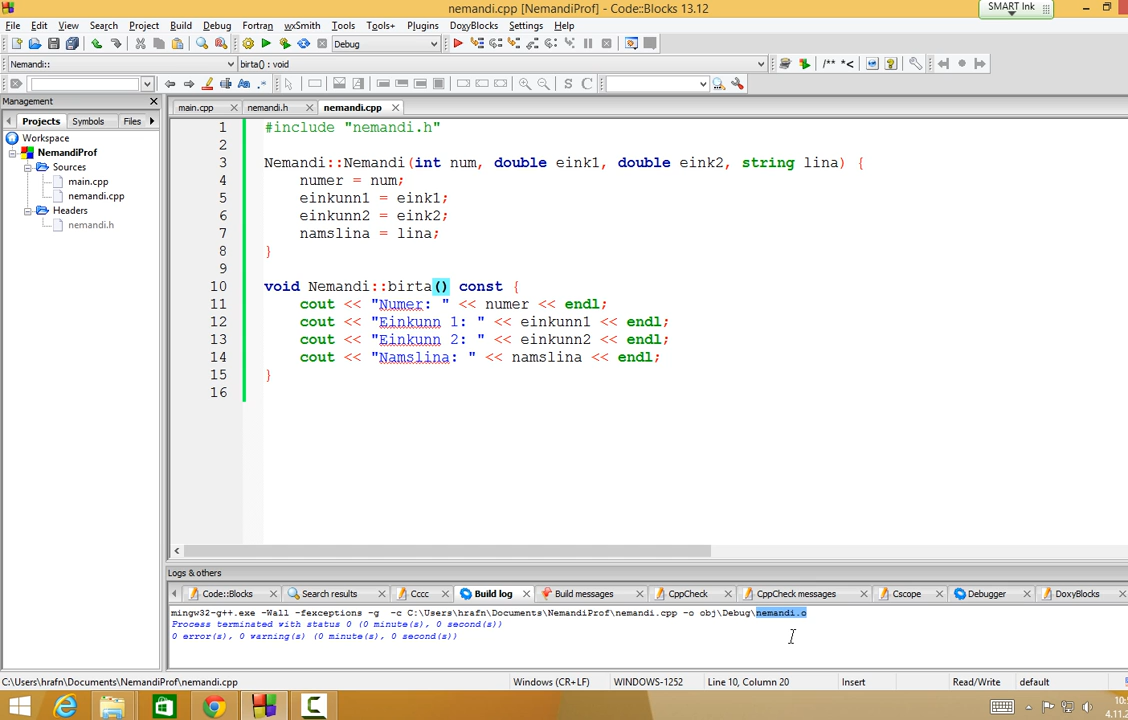 nemandi.cpp [NemandiProf] - Code::Blocks 13.12
SMART Ink
File Edit View Search Project Build Debug Fortran wxSmith Tools Tools+ Plugins DoxyBlocks Settings Help
Debug
Nemandi:: birta() : void
/** *<
S C
Management
main.cpp nemandi.h nemandi.cpp
Projects Symbols Files
Workspace
NemandiProf
Sources
main.cpp
nemandi.cpp
Headers
nemandi.h
1 #include "nemandi.h"
2
3 Nemandi::Nemandi(int num, double eink1, double eink2, string lina) {
4 numer = num;
5 einkunn1 = eink1;
6 einkunn2 = eink2;
7 namslina = lina;
8 }
9
10 void Nemandi::birta() const {
11 cout << "Numer: " << numer << endl;
12 cout << "Einkunn 1: " << einkunn1 << endl;
13 cout << "Einkunn 2: " << einkunn2 << endl;
14 cout << "Namslina: " << namslina << endl;
15 }
16
Logs & others
Code::Blocks Search results Cccc Build log Build messages CppCheck CppCheck messages Cscope Debugger DoxyBlocks
mingw32-g++.exe -Wall -fexceptions -g -c C:\Users\hrafn\Documents\NemandiProf\nemandi.cpp -o obj\Debug\nemandi.o
Process terminated with status 0 (0 minute(s), 0 second(s))
0 error(s), 0 warning(s) (0 minute(s), 0 second(s))
C:\Users\hrafn\Documents\NemandiProf\nemandi.cpp Windows (CR+LF) WINDOWS-1252 Line 10, Column 20 Insert Read/Write default